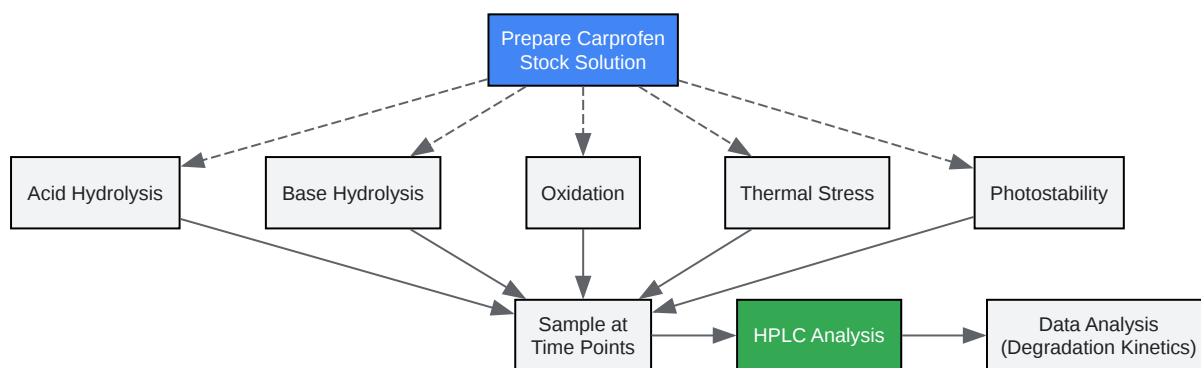 Prepare Carprofen
Stock Solution
Acid Hydrolysis
Base Hydrolysis
Oxidation
Thermal Stress
Photostability
Sample at
Time Points
HPLC Analysis
Data Analysis
(Degradation Kinetics)